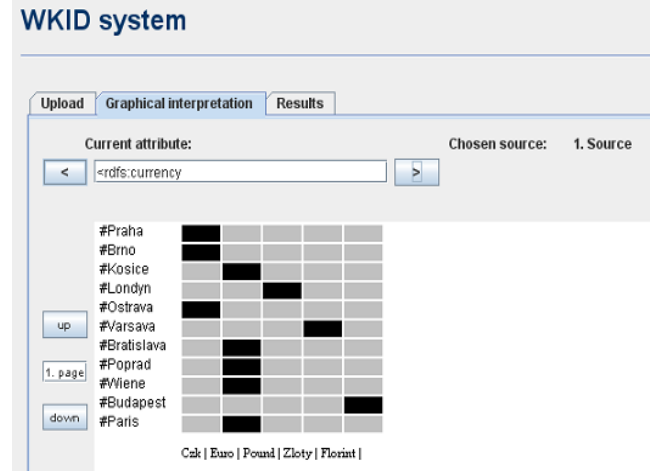 WKID system
Upload Graphical interpretation Results
Current attribute: Chosen source: 1. Source
< <rdfs:currency >
#Praha
#Brno
#Kosice
#Londyn
#Ostrava
up #Varsava
#Bratislava
1. page #Poprad
#Wiene
#Budapest
down #Paris
Czk | Euro | Pound | Zloty | Florint |